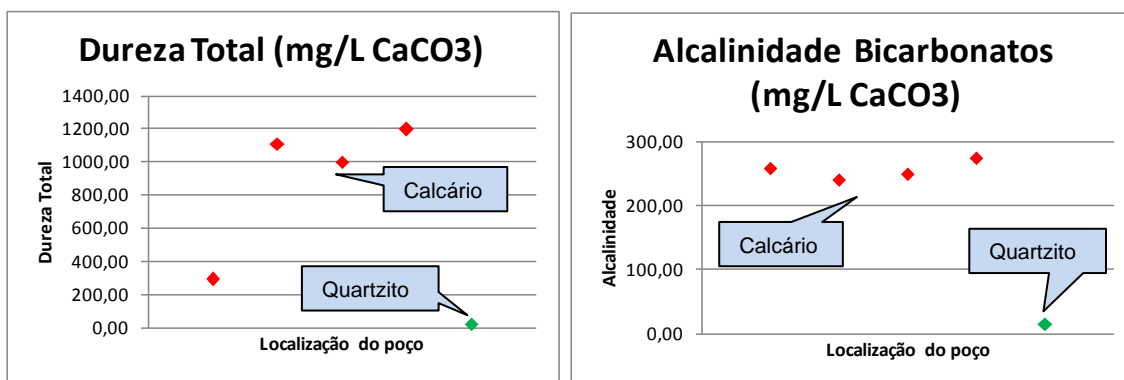 Dureza Total (mg/L CaCO3)
1400,00
1200,00
1000,00
800,00
600,00
400,00
200,00
0,00
Dureza Total
Calcário
Quartzito
Localização do poço
Alcalinidade Bicarbonatos
(mg/L CaCO3)
300,00
200,00
100,00
0,00
Alcalinidade
Calcário
Quartzito
Localização do poço